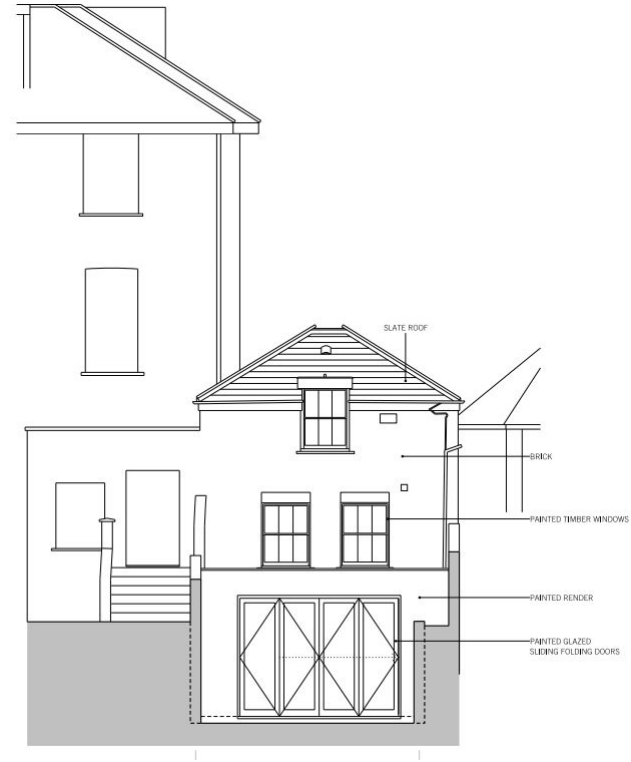 SLATE ROOF
BRICK
PAINTED TIMBER WINDOWS
PAINTED RENDER
PAINTED GLAZED
SLIDING FOLDING DOORS